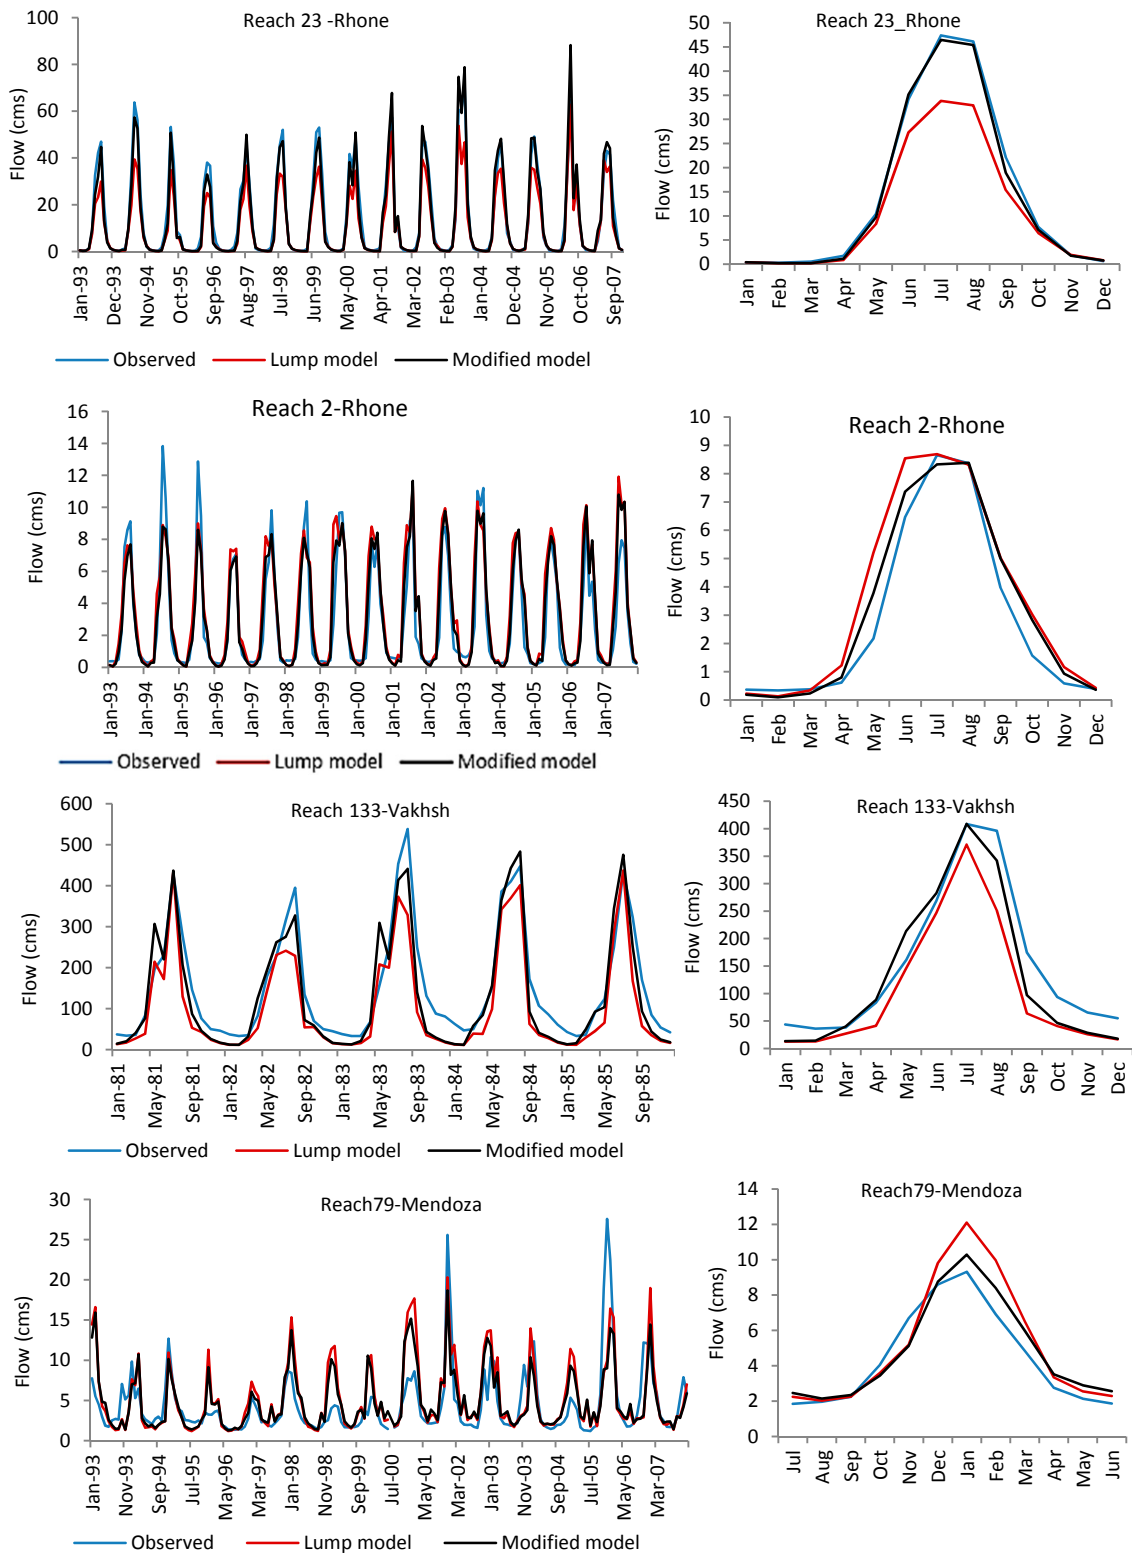 Reach 23 -Rhone
Flow (cms)
100
80
60
40
20
0
Jan-93
Dec-93
Nov-94
Oct-95
Sep-96
Aug-97
Jul-98
Jun-99
May-00
Apr-01
Mar-02
Feb-03
Jan-04
Dec-04
Nov-05
Oct-06
Sep-07
Observed
Lump model
Modified model
Reach 23_Rhone
Flow (cms)
50
45
40
35
30
25
20
15
10
5
0
Jan
Feb
Mar
Apr
May
Jun
Jul
Aug
Sep
Oct
Nov
Dec
Reach 2-Rhone
Flow (cms)
16
14
12
10
8
6
4
2
0
Jan-93
Jan-94
Jan-95
Jan-96
Jan-97
Jan-98
Jan-99
Jan-00
Jan-01
Jan-02
Jan-03
Jan-04
Jan-05
Jan-06
Jan-07
Observed
Lump model
Modified model
Reach 2-Rhone
Flow (cms)
10
9
8
7
6
5
4
3
2
1
0
Jan
Feb
Mar
Apr
May
Jun
Jul
Aug
Sep
Oct
Nov
Dec
Reach 133-Vakhsh
Flow (cms)
600
500
400
300
200
100
0
Jan-81
May-81
Sep-81
Jan-82
May-82
Sep-82
Jan-83
May-83
Sep-83
Jan-84
May-84
Sep-84
Jan-85
May-85
Sep-85
Observed
Lump model
Modified model
Reach 133-Vakhsh
Flow (cms)
450
400
350
300
250
200
150
100
50
0
Jan
Feb
Mar
Apr
May
Jun
Jul
Aug
Sep
Oct
Nov
Dec
Reach79-Mendoza
Flow (cms)
30
25
20
15
10
5
0
Jan-93
Nov-93
Sep-94
Jul-95
May-96
Mar-97
Jan-98
Nov-98
Sep-99
Jul-00
May-01
Mar-02
Jan-03
Nov-03
Sep-04
Jul-05
May-06
Mar-07
Observed
Lump model
Modified model
Reach79-Mendoza
Flow (cms)
14
12
10
8
6
4
2
0
Jul
Aug
Sep
Oct
Nov
Dec
Jan
Feb
Mar
Apr
May
Jun